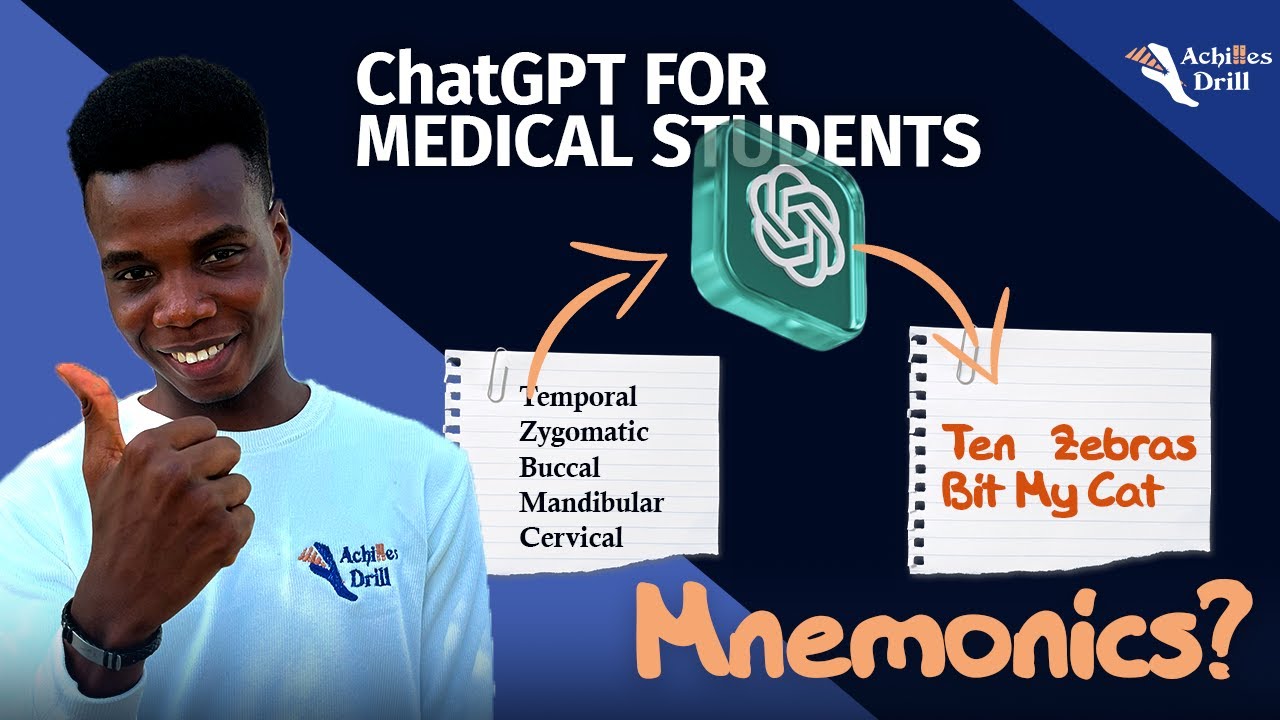 ChatGPT FOR
MEDICAL STUDENTS
Achilles
Drill
Temporal
Zygomatic
Buccal
Mandibular
Cervical
Ten Zebras
Bit My Cat
Achilles
Drill
Mnemonics?